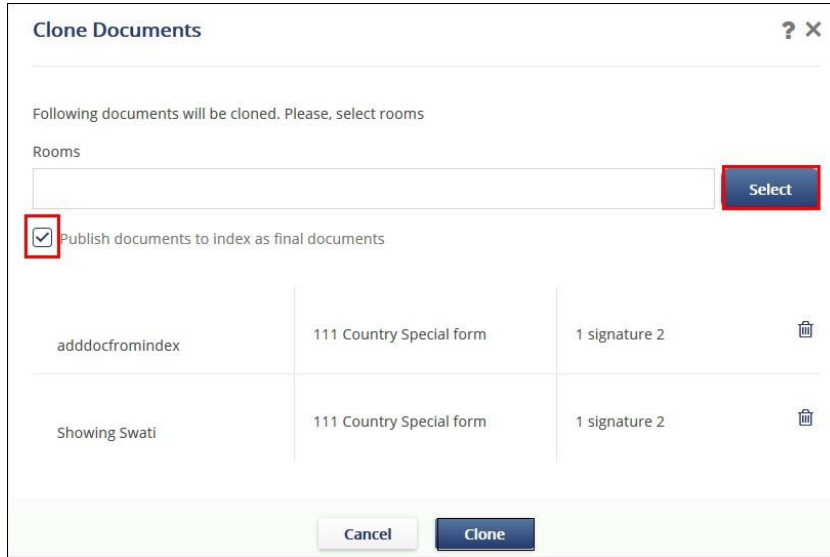 Clone Documents
?
Following documents will be cloned. Please, select rooms
Rooms
Select
Publish documents to index as final documents
adddocfromindex
111 Country Special form
1 signature 2
Showing Swati
111 Country Special form
1 signature 2
Cancel
Clone